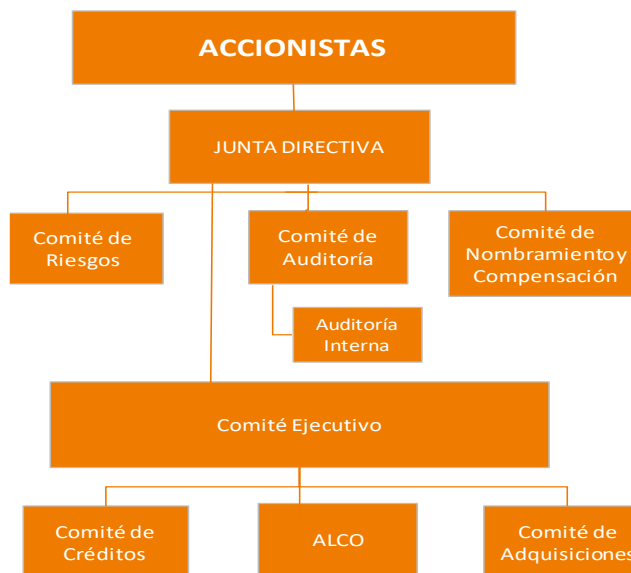 ACCIONISTAS
JUNTA DIRECTIVA
Comité de
Riesgos
Comité de
Auditoría
Comité de
Nombramiento y
Compensación
Auditoría
Interna
Comité Ejecutivo
Comité de
Créditos
ALCO
Comité de
Adquisiciones